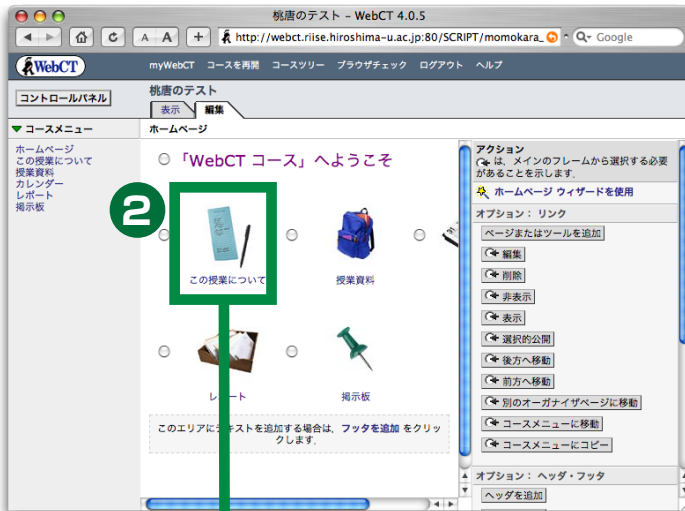 桃唐のテスト – WebCT 4.0.5
A A + http://webct.riise.hiroshima-u.ac.jp:80/SCRIPT/momokara_ Google
WebCT myWebCT コースを再開 コースツリー ブラウザチェック ログアウト ヘルプ
コントロールパネル
桃唐のテスト
表示 編集
コースメニュー
ホームページ
この授業について
授業資料
カレンダー
レポート
掲示板
ホームページ
「WebCT コース」へようこそ
2
この授業について 授業資料
レポート 掲示板
このエリアにテキストを追加する場合は，フッタを追加 をクリッ
クします．
アクション
は，メインのフレームから選択する必要
があることを示します．
ホームページ ウィザードを使用
オプション： リンク
ページまたはツールを追加
編集
削除
非表示
表示
選択的公開
後方へ移動
前方へ移動
別のオーガナイザページに移動
コースメニューに移動
コースメニューにコピー
オプション： ヘッダ・フッタ
ヘッダを追加